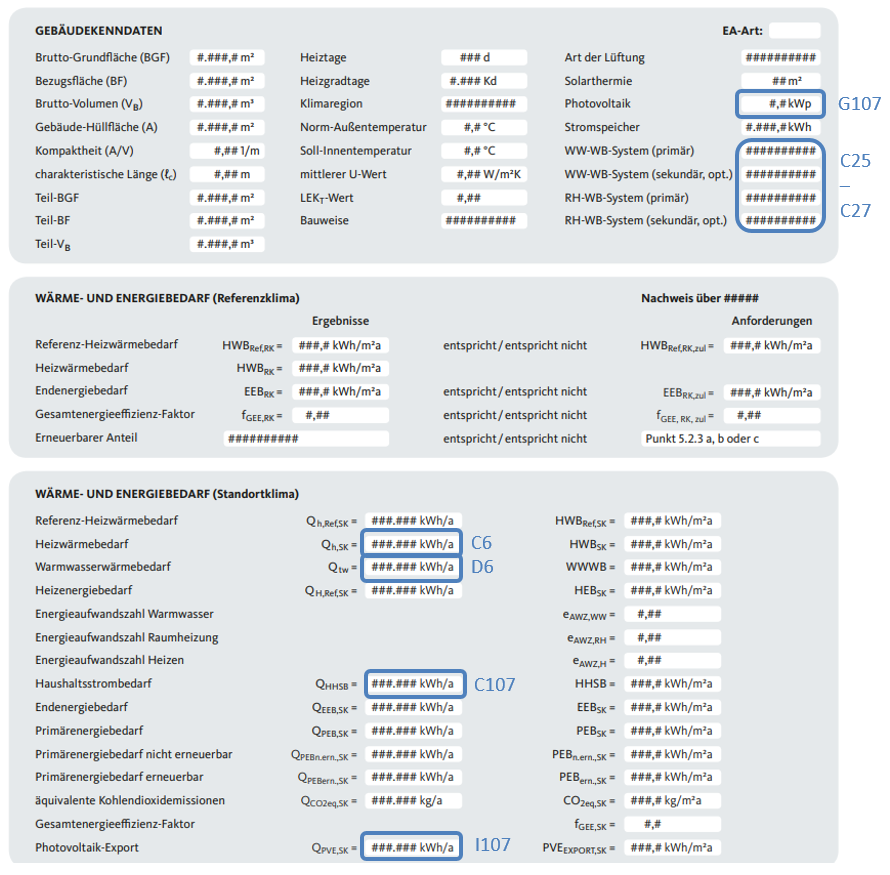 GEBÄUDEKENNDATEN EA-Art:
Brutto-Grundfläche (BGF) #.###,# m² Heiztage ### d Art der Lüftung ##########
Bezugsfläche (BF) #.###,# m² Heizgradtage #.### Kd Solarthermie ## m²
Brutto-Volumen (VB) #.###,# m³ Klimaregion ########## Photovoltaik #,# kWp G107
Gebäude-Hüllfläche (A) #.###,# m² Norm-Außentemperatur #,# °C Stromspeicher #.###,# kWh
Kompaktheit (A/V) #,## 1/m Soll-Innentemperatur #,# °C WW-WB-System (primär) ########## C25
charakteristische Länge (ℓc) #,## m mittlerer U-Wert #,## W/m²K WW-WB-System (sekundär, opt.) ########## –
Teil-BGF #.###,# m² LEKT-Wert #,## RH-WB-System (primär) ########## C27
Teil-BF #.###,# m² Bauweise ########## RH-WB-System (sekundär, opt.) ##########
Teil-VB #.###,# m³
WÄRME- UND ENERGIEBEDARF (Referenzklima) Nachweis über #####
Ergebnisse Anforderungen
Referenz-Heizwärmebedarf HWBRef,RK = ###,# kWh/m²a entspricht / entspricht nicht HWBRef,RK,zul = ###,# kWh/m²a
Heizwärmebedarf HWBRK = ###,# kWh/m²a
Endenergiebedarf EEBRK = ###,# kWh/m²a entspricht / entspricht nicht EEBRK,zul = ###,# kWh/m²a
Gesamtenergieeffizienz-Faktor fGEE,RK = #,## entspricht / entspricht nicht fGEE, RK, zul = #,##
Erneuerbarer Anteil ########## entspricht / entspricht nicht Punkt 5.2.3 a, b oder c
WÄRME- UND ENERGIEBEDARF (Standortklima)
Referenz-Heizwärmebedarf Qh,Ref,SK = ###.### kWh/a HWBRef,SK = ###,# kWh/m²a
Heizwärmebedarf Qh,SK = ###.### kWh/a C6 HWBSK = ###,# kWh/m²a
Warmwasserwärmebedarf Qtw = ###.### kWh/a D6 WWWB = ###,# kWh/m²a
Heizenergiebedarf QH,Ref,SK = ###.### kWh/a HEBSK = ###,# kWh/m²a
Energieaufwandszahl Warmwasser eAWZ,WW = #,##
Energieaufwandszahl Raumheizung eAWZ,RH = #,##
Energieaufwandszahl Heizen eAWZ,H = #,##
Haushaltsstrombedarf QHHSB = ###.### kWh/a C107 HHSB = ###,# kWh/m²a
Endenergiebedarf QEEB,SK = ###.### kWh/a EEBSK = ###,# kWh/m²a
Primärenergiebedarf QPEB,SK = ###.### kWh/a PEBSK = ###,# kWh/m²a
Primärenergiebedarf nicht erneuerbar QPEBn.ern.,SK = ###.### kWh/a PEBn.ern.,SK = ###,# kWh/m²a
Primärenergiebedarf erneuerbar QPEBern.,SK = ###.### kWh/a PEBern.,SK = ###,# kWh/m²a
äquivalente Kohlendioxidemissionen QCO2eq,SK = ###.### kg/a CO2eq,SK = ###,# kg/m²a
Gesamtenergieeffizienz-Faktor fGEE,SK = #,#
Photovoltaik-Export QPVE,SK = ###.### kWh/a I107 PVEEXPORT,SK = ###,# kWh/m²a